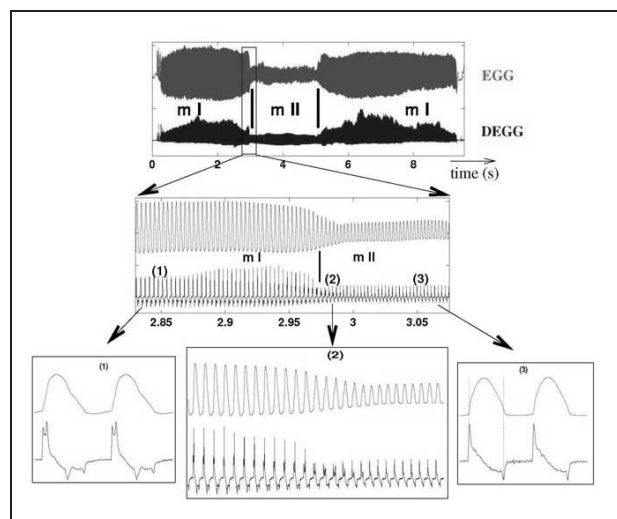 EGG
m I
m II
m I
DEGG
0 2 4 6 8 10
time (s)
m I
m II
(1)
(2)
(3)
2.85 2.9 2.95 3 3.05
(1)
(2)
(3)